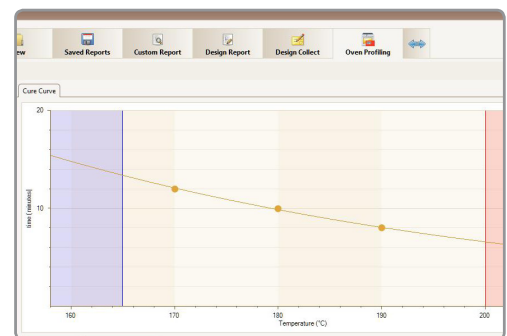 ew Saved Reports Custom Report Design Report Design Collect Oven Profiling
Cure Curve
20
time [minutes]
10
160 170 180 190 200
Temperature (°C)